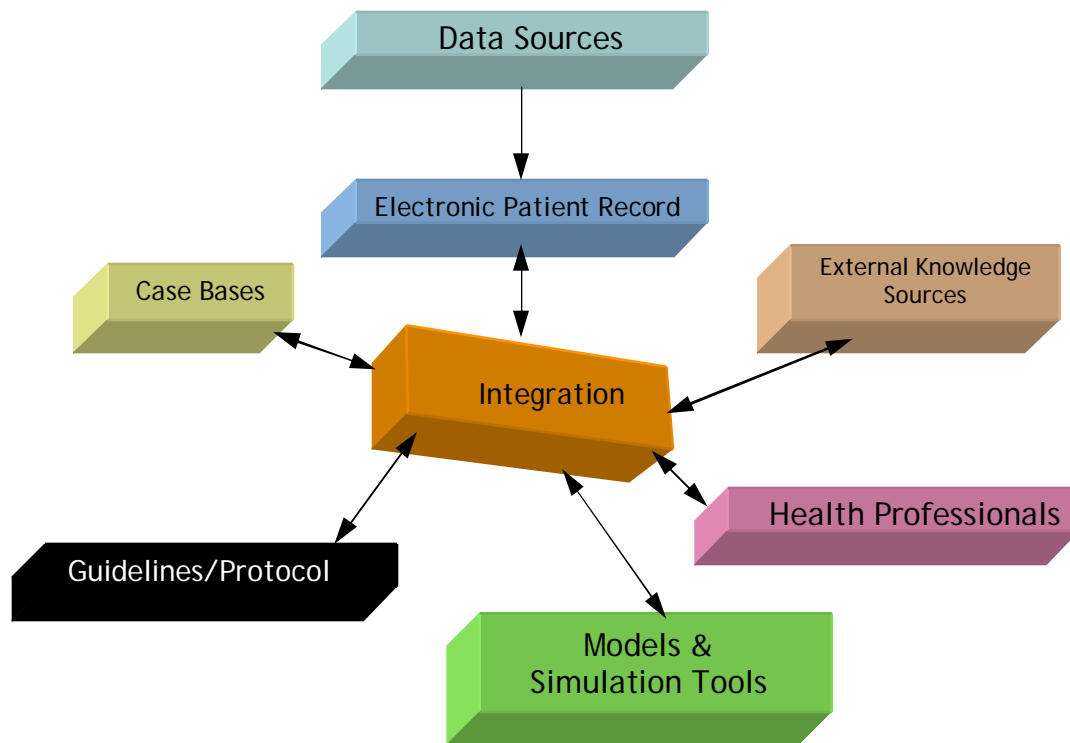 Data Sources
Electronic Patient Record
Case Bases
External Knowledge
Sources
Integration
Health Professionals
Guidelines/Protocol
Models &
Simulation Tools